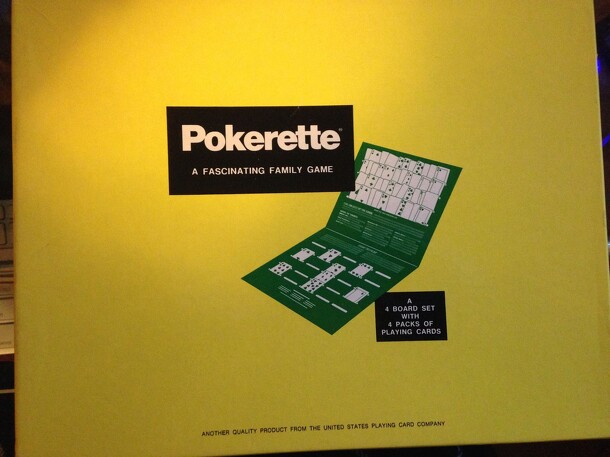 Pokerette®
A FASCINATING FAMILY GAME
A
4 BOARD SET
WITH
4 PACKS OF
PLAYING CARDS
ANOTHER QUALITY PRODUCT FROM THE UNITED STATES PLAYING CARD COMPANY